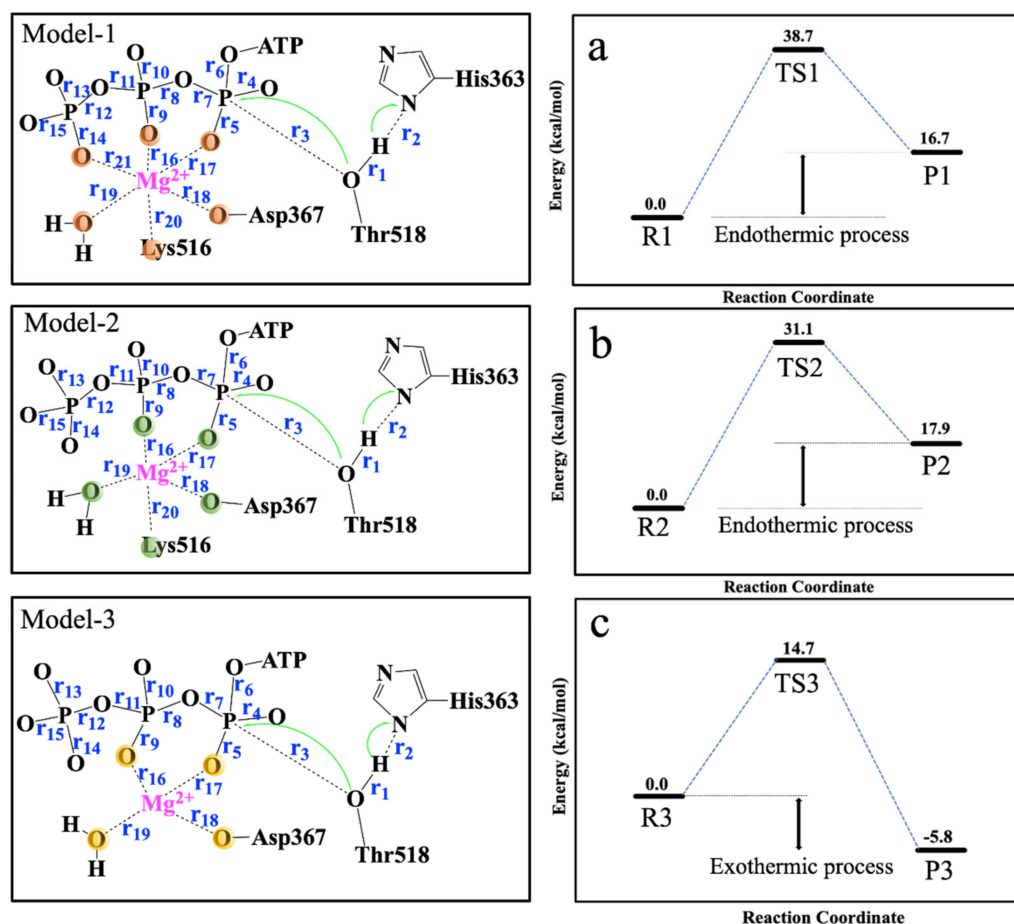 Model-1
O O ATP
r10 r6 r4 N
r13 r11 P O P O His363
O O r8 r7 N
r12 r9 r5 r3 r2
O r15 P r14 O O H
r21 r16 r17 r1
Mg2+ O
r19 r18
H O r20 O Asp367
H Lys516 Thr518
a
38.7
TS1
Energy (kcal/mol)
16.7
P1
0.0
R1
Endothermic process
Reaction Coordinate
Model-2
O O ATP
r10 r6 N
r13 r11 O P O r7 r4 O His363
O r8 P N
O r15 P r12 r9 r5 r3 r2
r14 O O O H
r16 r17 r1
r19 Mg2+ O
H O r18 O Asp367
H r20 Thr518
Lys516
b
31.1
TS2
Energy (kcal/mol)
17.9
P2
0.0
R2
Endothermic process
Reaction Coordinate
Model-3
O O ATP
O r10 r6 N
r13 r11 O r7 r4 O His363
O P O P r8 P N
r15 r12 r9 r5 r3 r2
r14 O O O H
r16 r17 r1
Mg2+ O
H O r19 r18 O Asp367
H Thr518
c
14.7
TS3
Energy (kcal/mol)
0.0
R3
-5.8
P3
Exothermic process
Reaction Coordinate